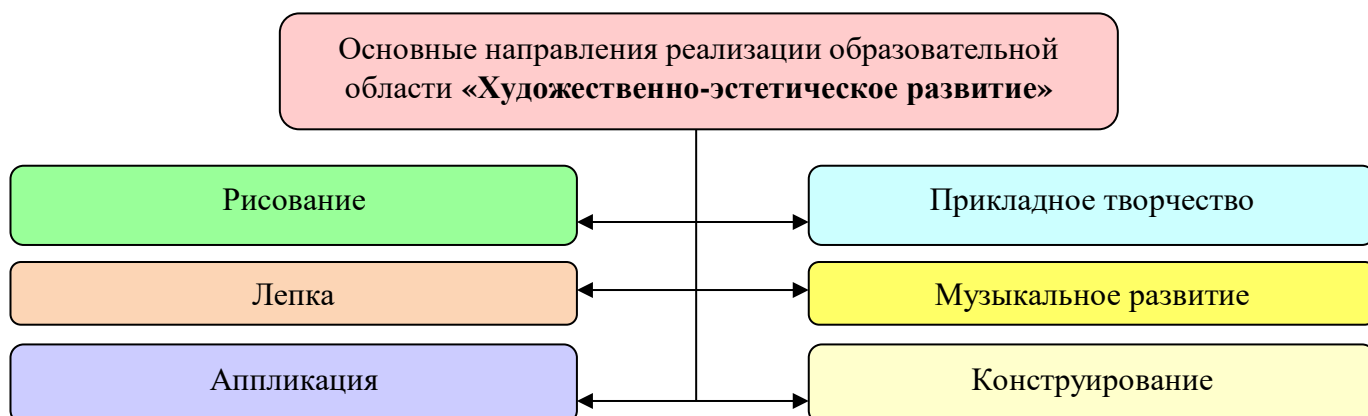 Основные направления реализации образовательной
области «Художественно-эстетическое развитие»
Рисование
Прикладное творчество
Лепка
Музыкальное развитие
Аппликация
Конструирование